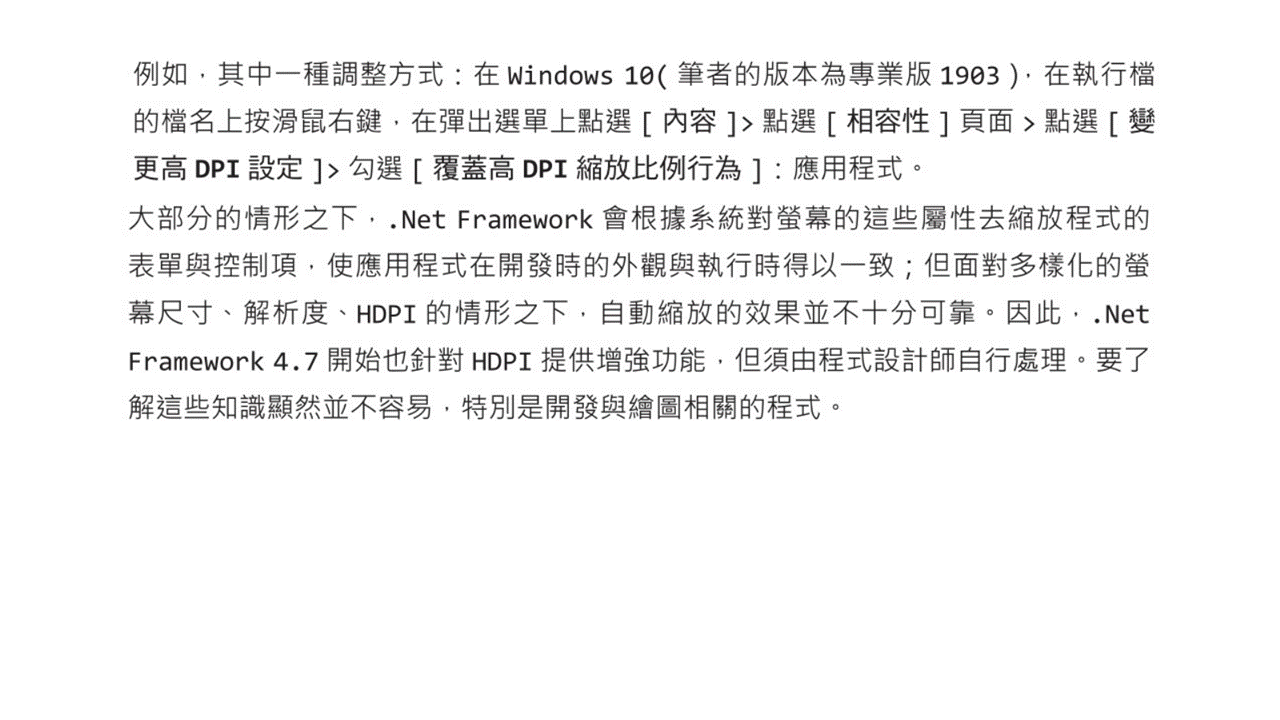 例如，其中一種調整方式：在 Windows 10( 筆者的版本為專業版 1903 )，在執行檔
的檔名上按滑鼠右鍵，在彈出選單上點選 [ 內容 ]> 點選 [ 相容性 ] 頁面 > 點選 [ 變
更高 DPI 設定 ]> 勾選 [ 覆蓋高 DPI 縮放比例行為 ]：應用程式。
大部分的情形之下，.Net Framework 會根據系統對螢幕的這些屬性去縮放程式的
表單與控制項，使應用程式在開發時的外觀與執行時得以一致；但面對多樣化的螢
幕尺寸、解析度、HDPI 的情形之下，自動縮放的效果並不十分可靠。因此，.Net
Framework 4.7 開始也針對 HDPI 提供增強功能，但須由程式設計師自行處理。要了
解這些知識顯然並不容易，特別是開發與繪圖相關的程式。